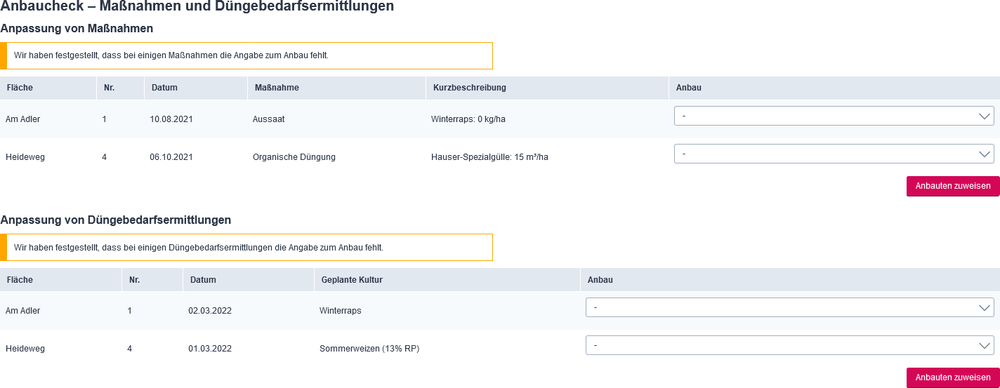 Anbaucheck – Maßnahmen und Düngebedarfsermittlungen
Anpassung von Maßnahmen
Wir haben festgestellt, dass bei einigen Maßnahmen die Angabe zum Anbau fehlt.
Fläche Nr. Datum Maßnahme Kurzbeschreibung Anbau
Am Adler 1 10.08.2021 Aussaat Winterraps: 0 kg/ha -
Heideweg 4 06.10.2021 Organische Düngung Hauser-Spezialgülle: 15 m³/ha -
Anbauten zuweisen
Anpassung von Düngebedarfsermittlungen
Wir haben festgestellt, dass bei einigen Düngebedarfsermittlungen die Angabe zum Anbau fehlt.
Fläche Nr. Datum Geplante Kultur Anbau
Am Adler 1 02.03.2022 Winterraps -
Heideweg 4 01.03.2022 Sommerweizen (13% RP) -
Anbauten zuweisen